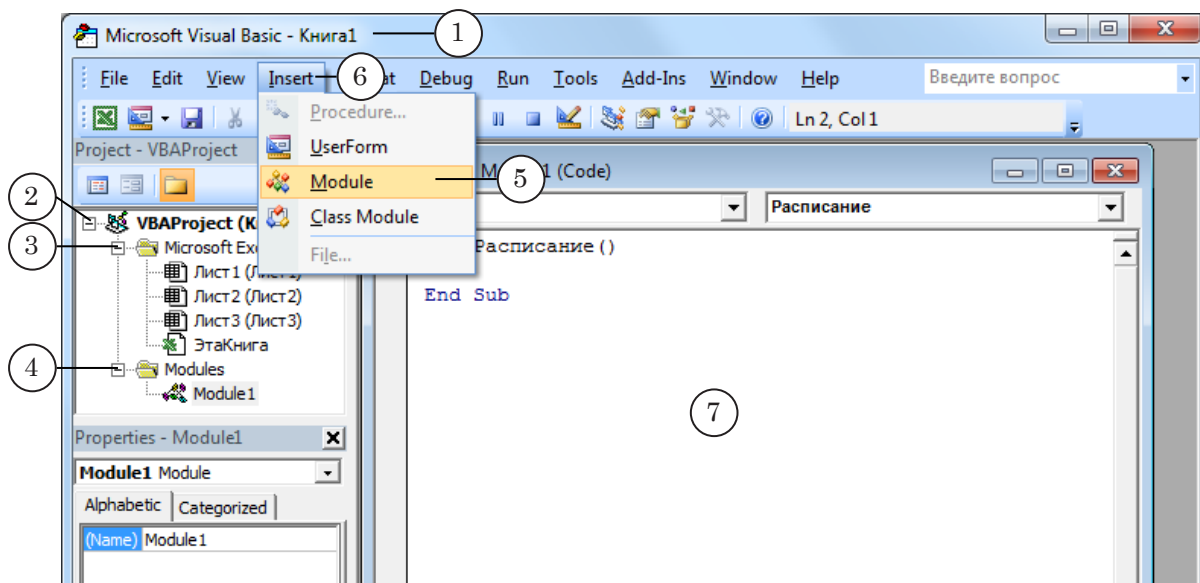 Microsoft Visual Basic - Книга1
1
File Edit View Insert 6 at Debug Run Tools Add-Ins Window Help Введите вопрос
Procedure...
Ln 2, Col 1
Project - VBAProject
UserForm
Module 5 1 (Code)
2
Class Module
Расписание
VBAProject (К
3
Microsoft Exc
File...
Расписание()
Лист1 (Лист1)
Лист2 (Лист2)
End Sub
Лист3 (Лист3)
ЭтаКнига
4
Modules
Module1
7
Properties - Module1
Module1 Module
Alphabetic Categorized
(Name) Module1